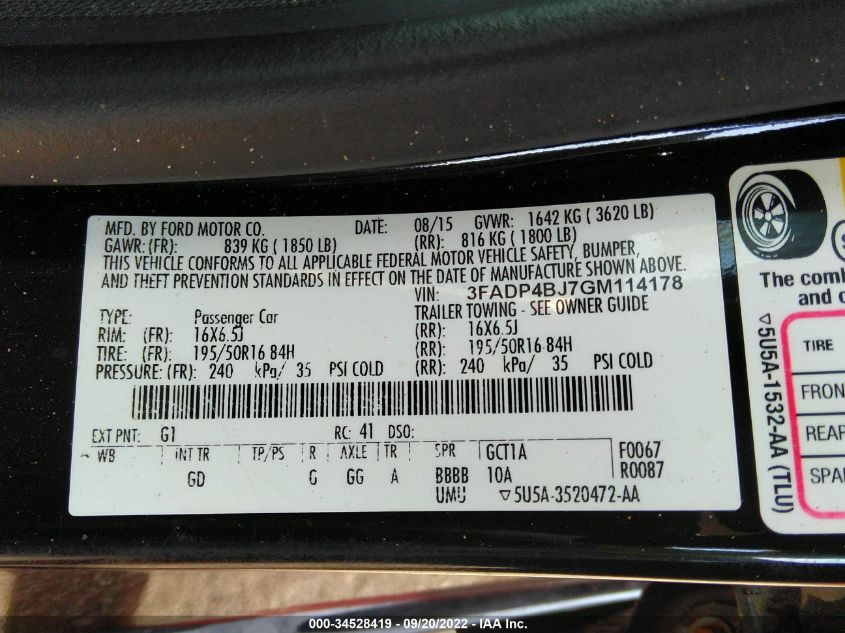 MFD. BY FORD MOTOR CO. DATE: 08/15 GVWR: 1642 KG ( 3620 LB)
GAWR: (FR): 839 KG ( 1850 LB) (RR): 816 KG ( 1800 LB)
THIS VEHICLE CONFORMS TO ALL APPLICABLE FEDERAL MOTOR VEHICLE SAFETY, BUMPER,
AND THEFT PREVENTION STANDARDS IN EFFECT ON THE DATE OF MANUFACTURE SHOWN ABOVE.
VIN: 3FADP4BJ7GM114178
TYPE: Passenger Car TRAILER TOWING - SEE OWNER GUIDE
RIM: (FR): 16X6.5J (RR): 16X6.5J
TIRE: (FR): 195/50R16 84H (RR): 195/50R16 84H
PRESSURE: (FR): 240 kPa/ 35 PSI COLD (RR): 240 kPa/ 35 PSI COLD
EXT PNT: G1 RC: 41 DSO:
WB INT TR TP/PS R AXLE TR SPR GCT1A F0067
GD G GG A BBBB 10A R0087
UMU ▽5U5A-3520472-AA
The comb
and c
▽5U5A-1532-AA (TLU)
TIRE
FRON
REAR
SPA
000-34528419 - 09/20/2022 - IAA Inc.